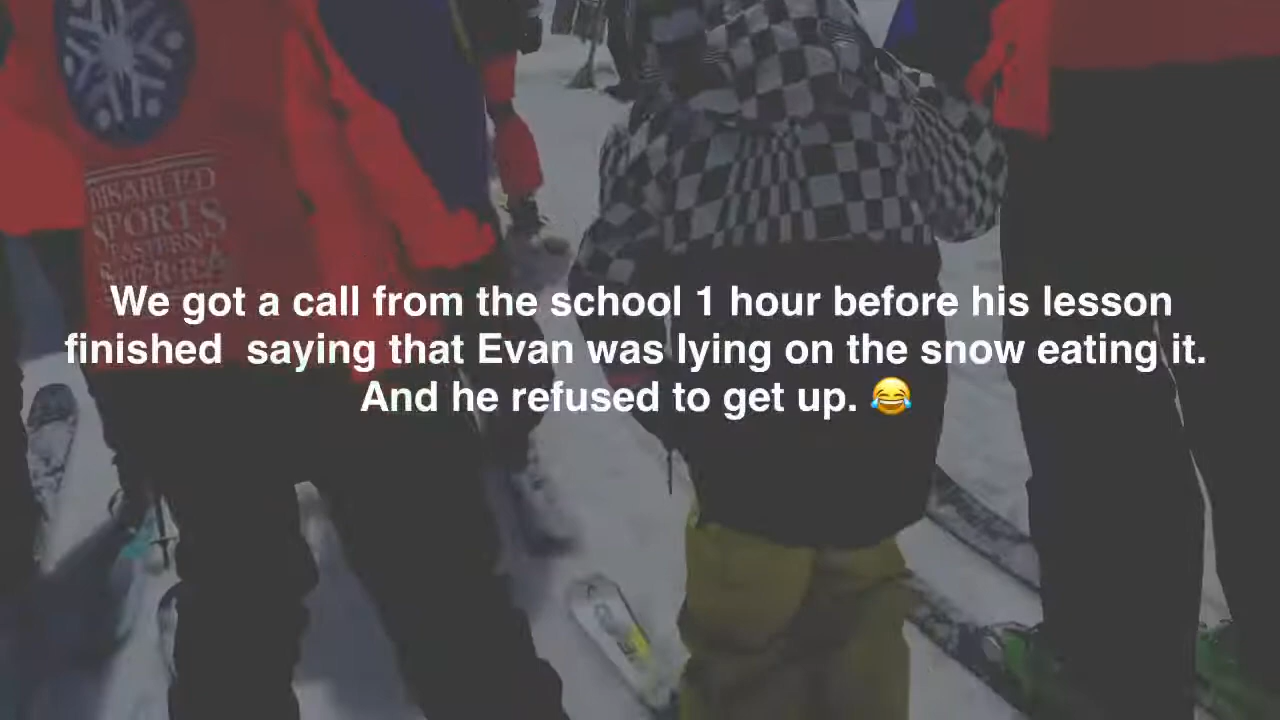 DISABLED
SPORTS
EASTERN
SIERRA
We got a call from the school 1 hour before his lesson
finished  saying that Evan was lying on the snow eating it.
And he refused to get up. 😂